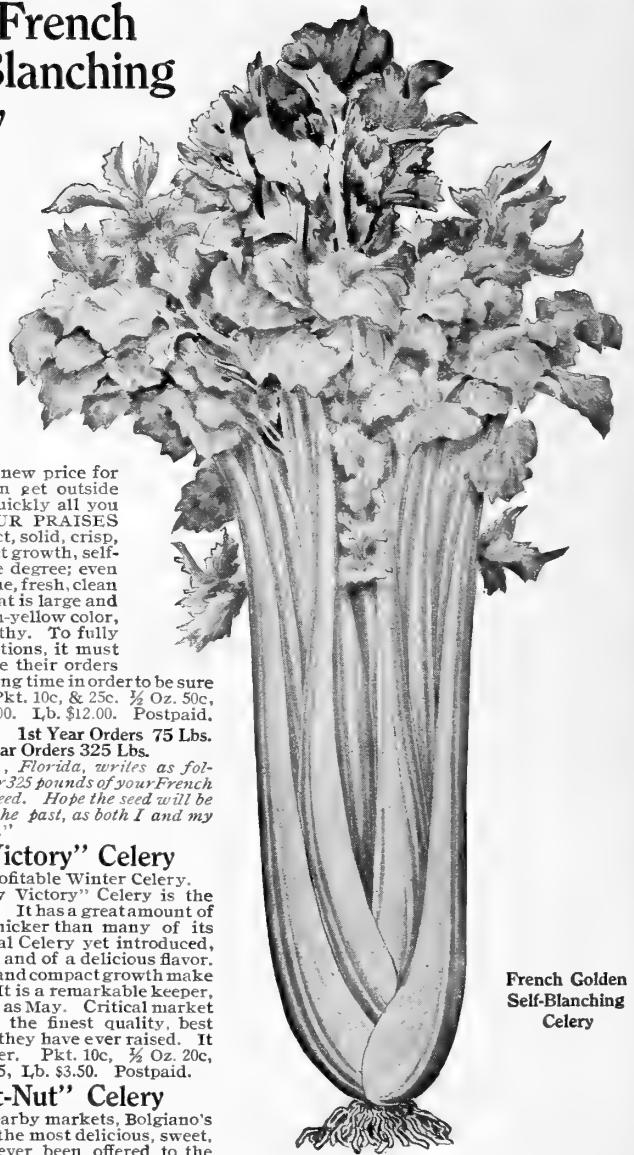 French
Blanching
y
new price for
n get outside
uickly all you
UR PRAISES
ct, solid, crisp,
t growth, self-
e degree; even
ne, fresh, clean
at is large and
n-yellow color,
thy. To fully
tions, it must
e their orders
ng time in order to be sure
Pkt. 10c, & 25c. ½ Oz. 50c,
00. Lb. $12.00. Postpaid.
1st Year Orders 75 Lbs.
ar Orders 325 Lbs.
, Florida, writes as fol-
r 325 pounds of your French
eed. Hope the seed will be
he past, as both I and my
."
ictory" Celery
ofitable Winter Celery.
y Victory" Celery is the
It has a great amount of
hicker than many of its
al Celery yet introduced,
and of a delicious flavor.
and compact growth make
It is a remarkable keeper,
as May. Critical market
the finest quality, best
they have ever raised. It
er. Pkt. 10c, ½ Oz. 20c,
5, Lb. $3.50. Postpaid.
t-Nut" Celery
earby markets, Bolgiano's
the most delicious, sweet,
ever been offered to the
French Golden
Self-Blanching
Celery